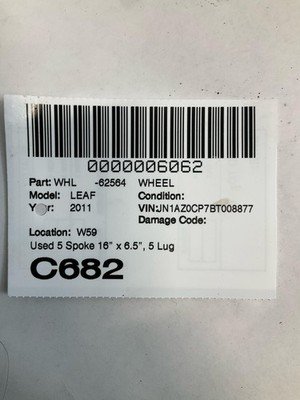 0000006062
Part: WHL -62564 WHEEL
Model: LEAF Condition:
Year: 2011 VIN: JN1AZ0CP7BT008877
Damage Code:
Location: W59
Used 5 Spoke 16" x 6.5", 5 Lug
C682